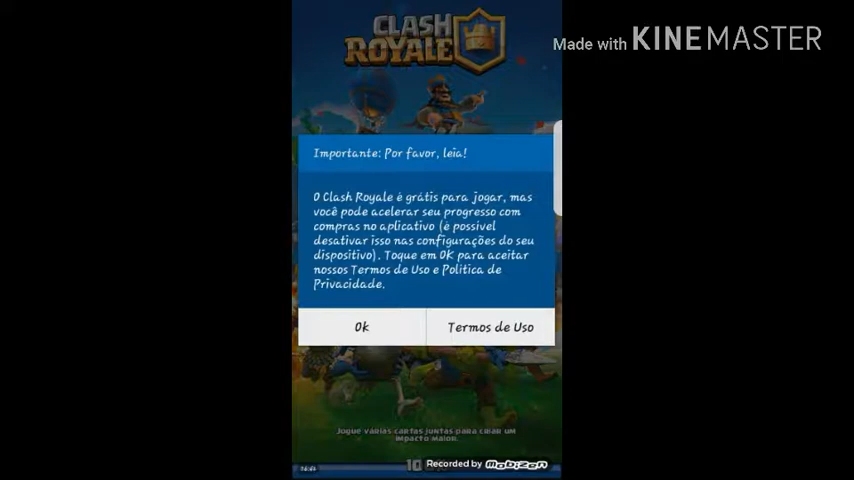 CLASH
ROYALE
Made with KINEMASTER
Importante: Por favor, leia!
O Clash Royale é grátis para jogar, mas
você pode acelerar seu progresso com
compras no aplicativo (é possível
desativar isso nas configurações do seu
dispositivo). Toque em OK para aceitar
nossos Termos de Uso e Política de
Privacidade.
Ok
Termos de Uso
JOGUE VÁRIAS CARTAS JUNTAS PARA CRIAR UM
IMPACTO MAIOR.
10
Recorded by mobizen